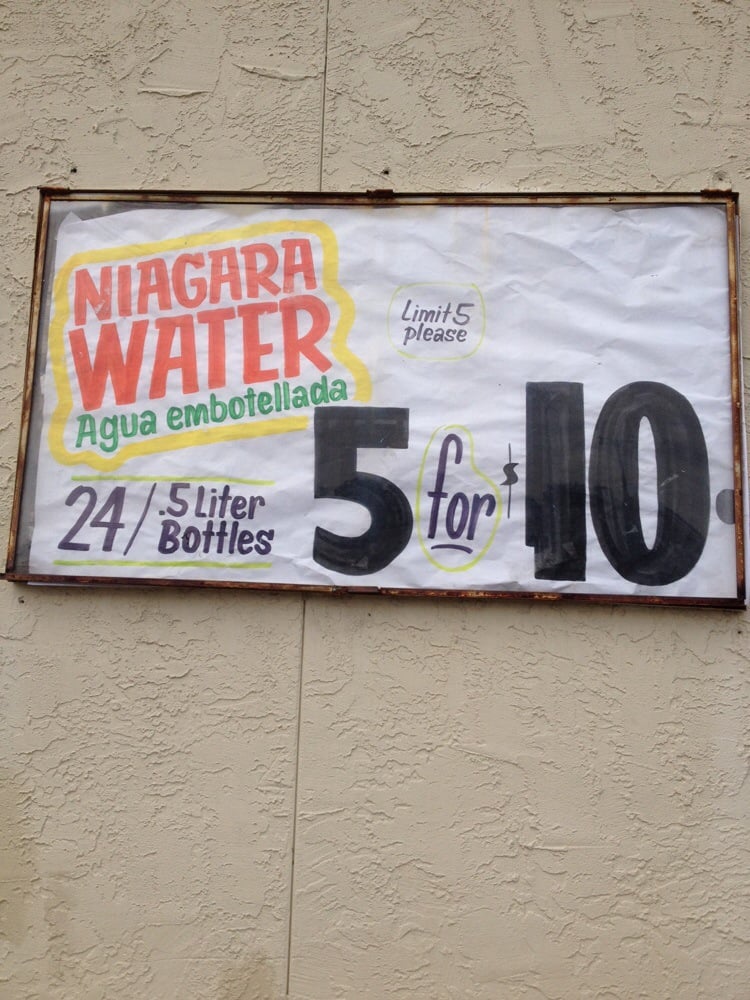 NIAGARA
WATER
Agua embotellada
Limit 5
please
24/.5 Liter
Bottles
5 for $10.